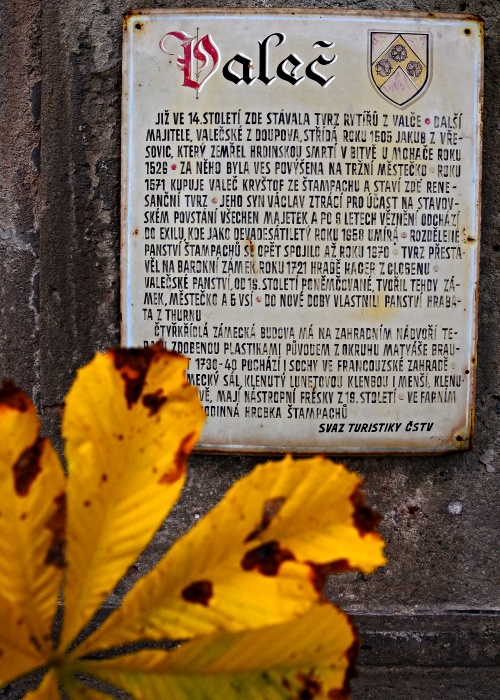 Valeč
JIŽ VE 14.STOLETÍ ZDE STÁVALA TVRZ RYTÍŘŮ Z VALČE • DALŠÍ
MAJITELE, VALEČSKÉ Z DOUPOVA, STŘÍDÁ ROKU 1505 JAKUB Z VŘE-
SOVIC, KTERÝ ZEMŘEL HRDINSKOU SMRTÍ V BITVĚ U MOHÁČE ROKU
1526 • ZA NĚHO BYLA VES POVÝŠENA NA TRŽNÍ MĚSTEČKO • ROKU
1571 KUPUJE VALEČ KRYŠTOF ZE ŠTAMPACHU A STAVÍ ZDE RENE-
SANČNÍ TVRZ • JEHO SYN VÁCLAV ZTRÁCÍ PRO ÚČAST NA STAVOV-
SKÉM POVSTÁNÍ VŠECHEN MAJETEK A PO 6 LETECH VĚZNĚNÍ ODCHÁZÍ
DO EXILU, KDE JAKO DEVADESÁTILETÝ ROKU 1658 UMÍRÁ • ROZDĚLENÉ
PANSTVÍ ŠTAMPACHŮ SE OPĚT SPOJILO AŽ ROKU 1670 • TVRZ PŘESTA-
VĚL NA BAROKNÍ ZÁMEK ROKU 1721 HRABĚ KAGER Z GLOBENU •
VALEČSKÉ PANSTVÍ, OD 18.STOLETÍ PONĚMČOVANÉ, TVOŘIL TEHDY ZÁ-
MEK, MĚSTEČKO A 5 VSÍ • DO NOVÉ DOBY VLASTNILI PANSTVÍ HRABA-
TA Z THURNU
ČTYŘKŘÍDLÁ ZÁMECKÁ BUDOVA MÁ NA ZAHRADNÍM NÁDVOŘÍ TE-
ZDOBENOU PLASTIKAMI PŮVODEM Z OKRUHU MATYÁŠE BRAU-
1730-40 POCHÁZÍ I SOCHY VE FRANCOUZSKÉ ZAHRADĚ •
SÁL, KLENUTÝ LUNETOVOU KLENBOU I MENŠÍ, KLENU-
MAJÍ NÁSTROPNÍ FRESKY Z 18.STOLETÍ • VE FARNÍM
HROBKA ŠTAMPACHŮ
SVAZ TURISTIKY ČSTV